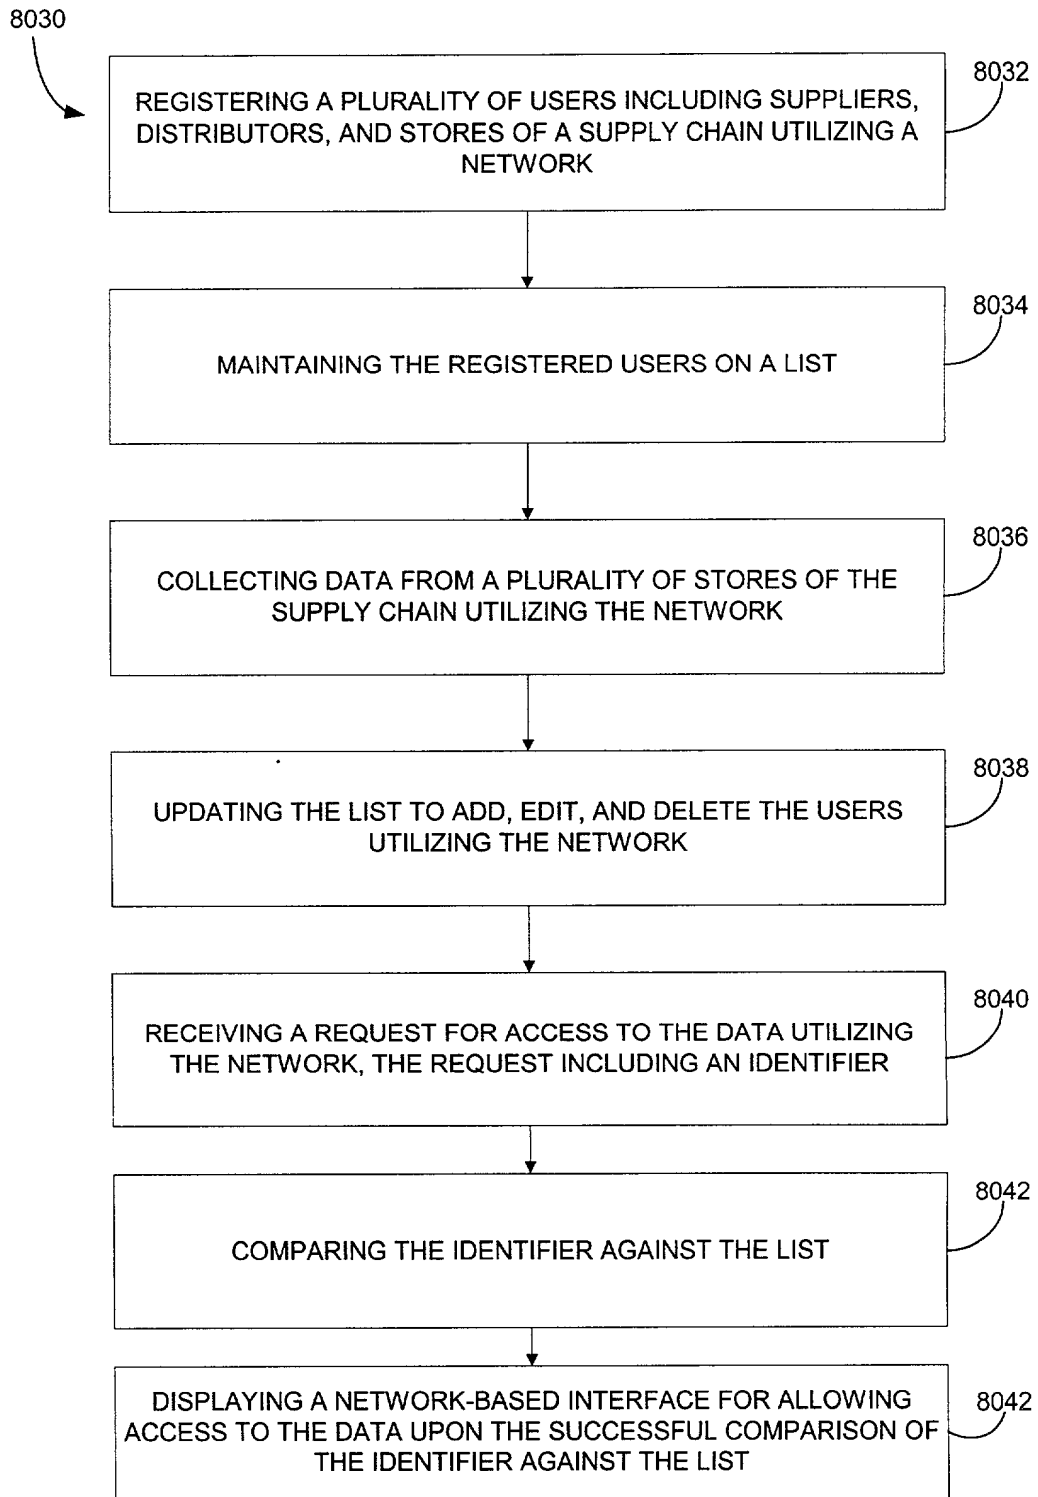 8030
8032
REGISTERING A PLURALITY OF USERS INCLUDING SUPPLIERS,
DISTRIBUTORS, AND STORES OF A SUPPLY CHAIN UTILIZING A
NETWORK
8034
MAINTAINING THE REGISTERED USERS ON A LIST
8036
COLLECTING DATA FROM A PLURALITY OF STORES OF THE
SUPPLY CHAIN UTILIZING THE NETWORK
8038
UPDATING THE LIST TO ADD, EDIT, AND DELETE THE USERS
UTILIZING THE NETWORK
8040
RECEIVING A REQUEST FOR ACCESS TO THE DATA UTILIZING
THE NETWORK, THE REQUEST INCLUDING AN IDENTIFIER
8042
COMPARING THE IDENTIFIER AGAINST THE LIST
8042
DISPLAYING A NETWORK-BASED INTERFACE FOR ALLOWING
ACCESS TO THE DATA UPON THE SUCCESSFUL COMPARISON OF
THE IDENTIFIER AGAINST THE LIST